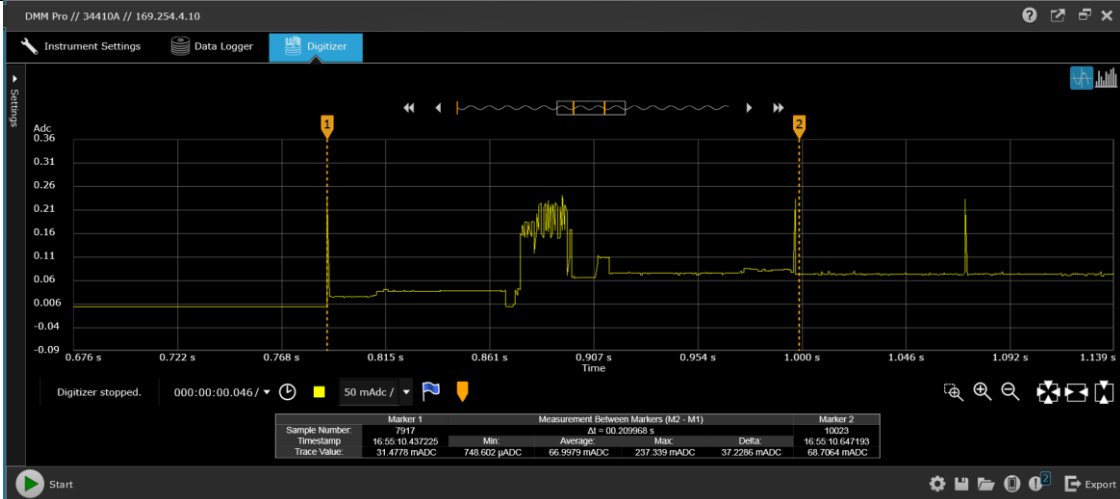 DMM Pro // 34410A // 169.254.4.10
Instrument Settings
Data Logger
Digitizer
Settings
Adc
1
2
0.36
0.31
0.26
0.21
0.16
0.11
0.06
0.006
-0.04
-0.09
0.676 s 0.722 s 0.768 s 0.815 s 0.861 s 0.907 s 0.954 s 1.000 s 1.046 s 1.092 s 1.139 s
Time
Digitizer stopped. 000:00:00.046/ 50 mAdc /
Marker 1 Measurement Between Markers (M2 - M1) Marker 2
Sample Number: 7917 Δt = 00.209968 s 10023
Timestamp 16:55:10.437225 Min: Average: Max: Delta: 16:55:10.647193
Trace Value: 31.4778 mADC 748.602 µADC 66.9979 mADC 237.339 mADC 37.2286 mADC 68.7064 mADC
Start
2
Export